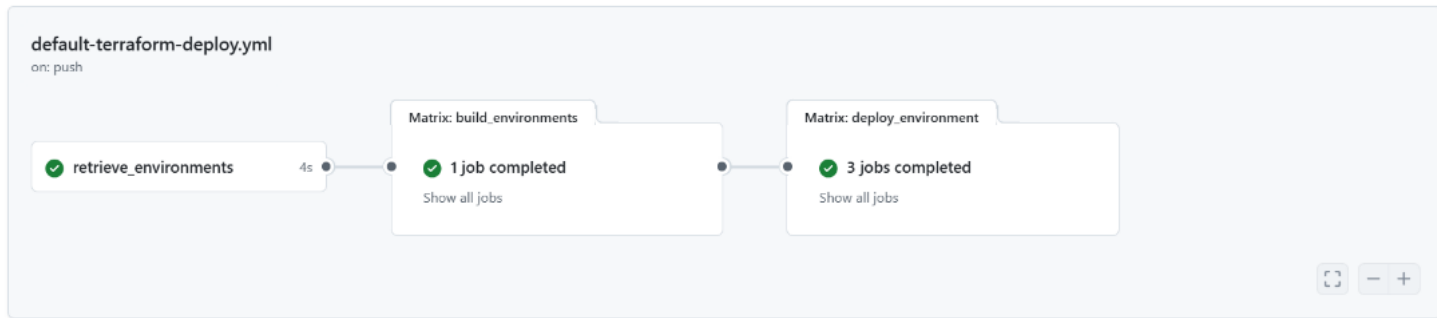 default-terraform-deploy.yml
on: push
Matrix: build_environments
Matrix: deploy_environment
retrieve_environments 4s
1 job completed
3 jobs completed
Show all jobs
Show all jobs